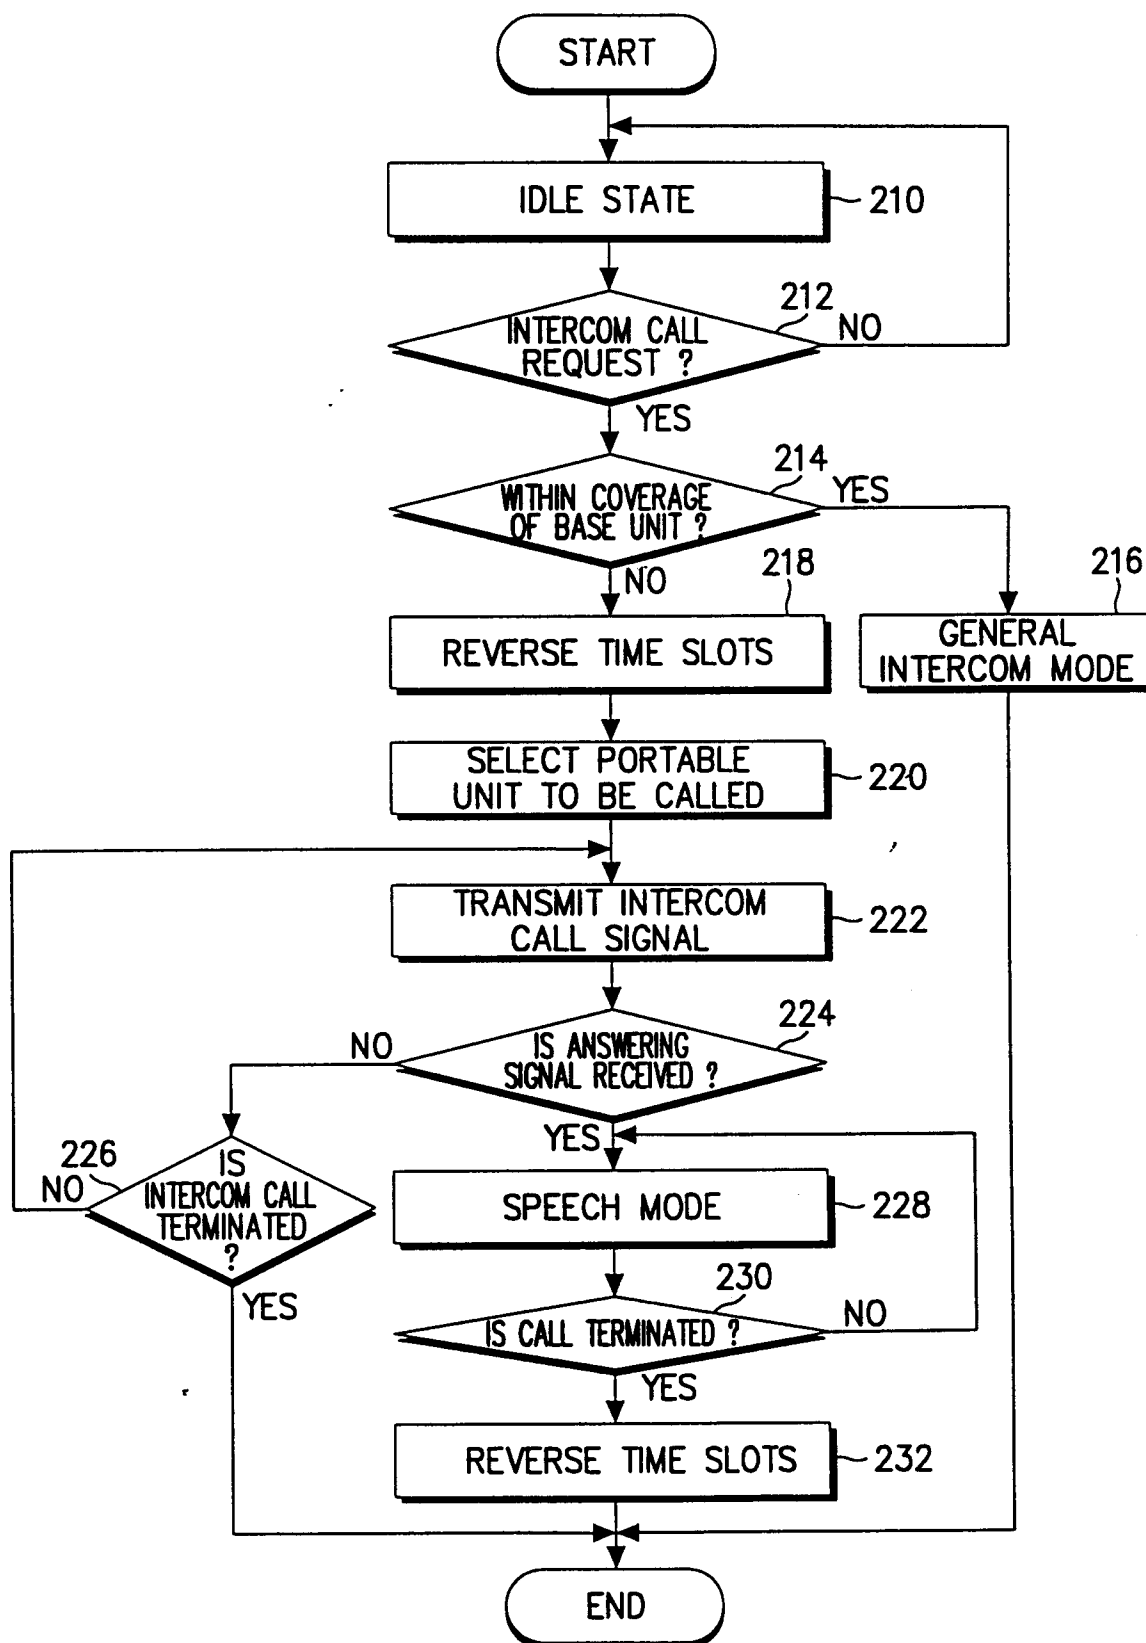 START
IDLE STATE
210
212
INTERCOM CALL
REQUEST ?
NO
YES
214
WITHIN COVERAGE
OF BASE UNIT ?
YES
NO
218
REVERSE TIME SLOTS
216
GENERAL
INTERCOM MODE
SELECT PORTABLE
UNIT TO BE CALLED
220
TRANSMIT INTERCOM
CALL SIGNAL
222
224
IS ANSWERING
SIGNAL RECEIVED ?
NO
YES
226
IS
INTERCOM CALL
TERMINATED
?
NO
YES
SPEECH MODE
228
230
IS CALL TERMINATED ?
NO
YES
REVERSE TIME SLOTS
232
END